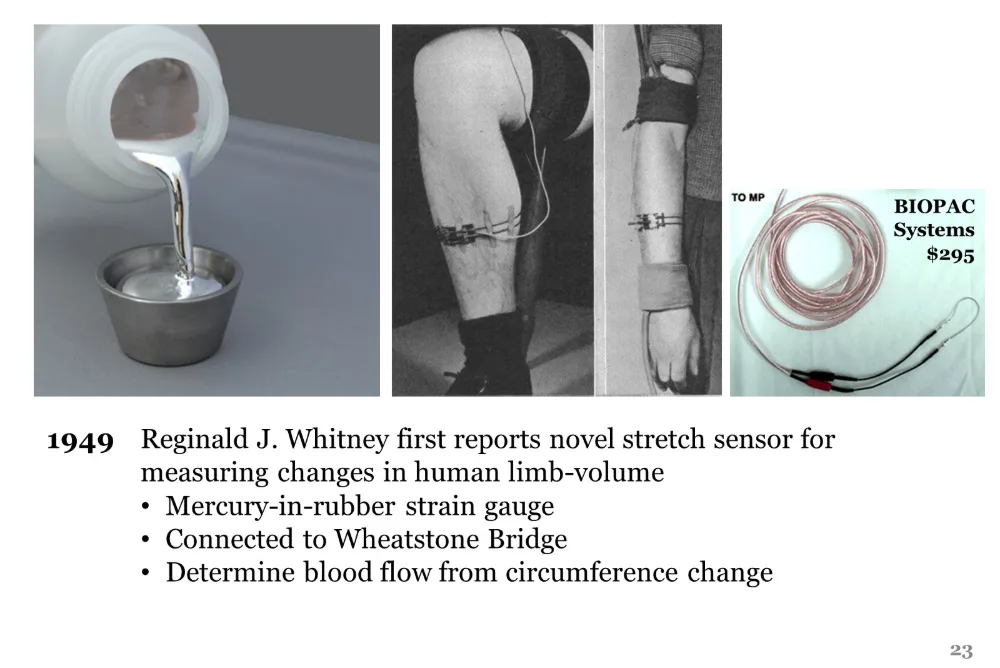 TO MP
BIOPAC
Systems
$295
1949 Reginald J. Whitney first reports novel stretch sensor for
measuring changes in human limb-volume
• Mercury-in-rubber strain gauge
• Connected to Wheatstone Bridge
• Determine blood flow from circumference change
23